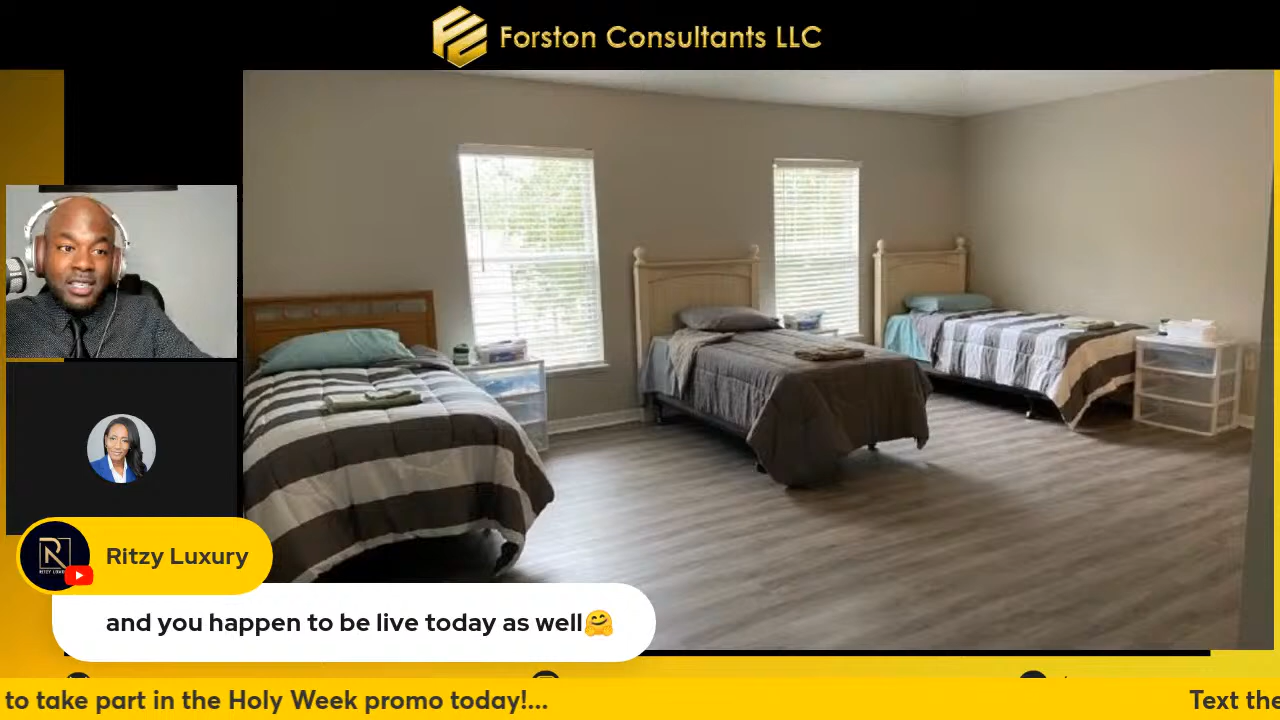 Forston Consultants LLC
Ritzy Luxury
and you happen to be live today as well🤗
to take part in the Holy Week promo today!...
Text the